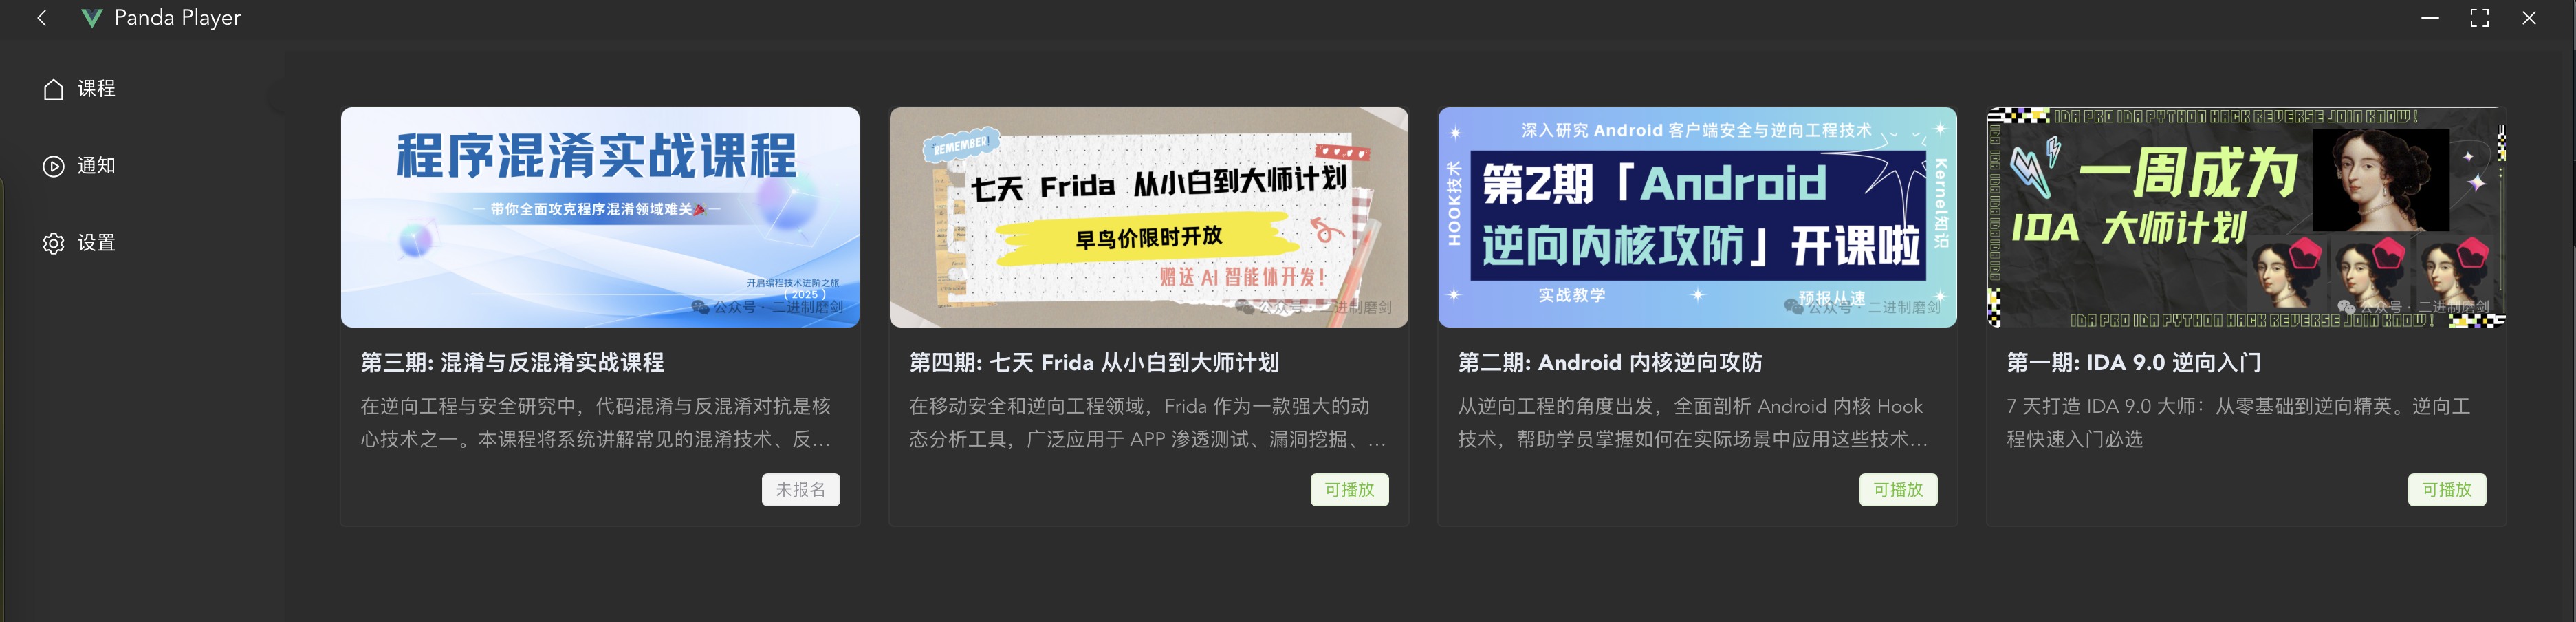 Panda Player
课程
通知
设置
程序混淆实战课程
带你全面攻克程序混淆领域难关
开启编程技术进阶之旅
( 2025 )
公众号 · 二进制磨剑
第三期: 混淆与反混淆实战课程
在逆向工程与安全研究中，代码混淆与反混淆对抗是核
心技术之一。本课程将系统讲解常见的混淆技术、反...
未报名
REMEMBER!
七天 Frida 从小白到大师计划
早鸟价限时开放
赠送 AI 智能体开发!
公众号 · 二进制磨剑
第四期: 七天 Frida 从小白到大师计划
在移动安全和逆向工程领域，Frida 作为一款强大的动
态分析工具，广泛应用于 APP 渗透测试、漏洞挖掘、...
可播放
深入研究 Android 客户端安全与逆向工程技术
HOOK技术
第2期「Android
逆向内核攻防」开课啦
Kernel知识
实战教学
预报从速
公众号 · 二进制磨剑
第二期: Android 内核逆向攻防
从逆向工程的角度出发，全面剖析 Android 内核 Hook
技术，帮助学员掌握如何在实际场景中应用这些技术...
可播放
IDA PRO IDA PYTHON HACK REVERSE JOIN KNOW!
一周成为
IDA 大师计划
公众号 · 二进制磨剑
IDA PRO IDA PYTHON HACK REVERSE JOIN KNOW!
第一期: IDA 9.0 逆向入门
7 天打造 IDA 9.0 大师：从零基础到逆向精英。逆向工
程快速入门必选
可播放